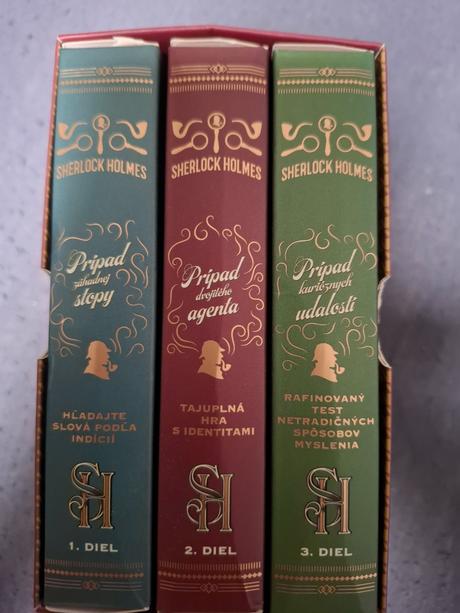 SHERLOCK HOLMES
Prípad
záhadnej
stopy
HĽADAJTE
SLOVÁ PODĽA
INDÍCIÍ
SH
1. DIEL
SHERLOCK HOLMES
Prípad
dvojitého
agenta
TAJUPLNÁ
HRA
S IDENTITAMI
SH
2. DIEL
SHERLOCK HOLMES
Prípad
kurióznych
udalostí
RAFINOVANÝ
TEST
NETRADIČNÝCH
SPÔSOBOV
MYSLENIA
SH
3. DIEL